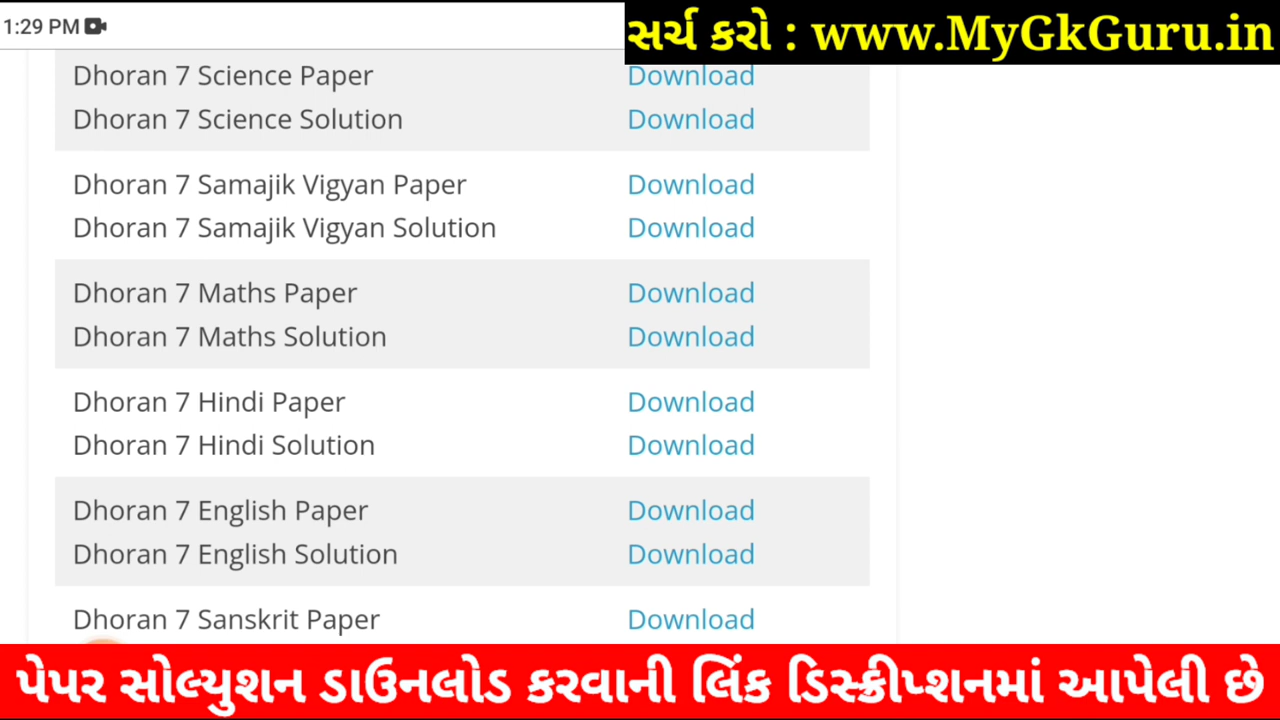 1:29 PM
સર્ચ કરો : www.MyGkGuru.in
Dhoran 7 Science Paper Download
Dhoran 7 Science Solution Download
Dhoran 7 Samajik Vigyan Paper Download
Dhoran 7 Samajik Vigyan Solution Download
Dhoran 7 Maths Paper Download
Dhoran 7 Maths Solution Download
Dhoran 7 Hindi Paper Download
Dhoran 7 Hindi Solution Download
Dhoran 7 English Paper Download
Dhoran 7 English Solution Download
Dhoran 7 Sanskrit Paper Download
પેપર સોલ્યુશન ડાઉનલોડ કરવાની લિંક ડિસ્ક્રીપ્શનમાં આપેલી છે